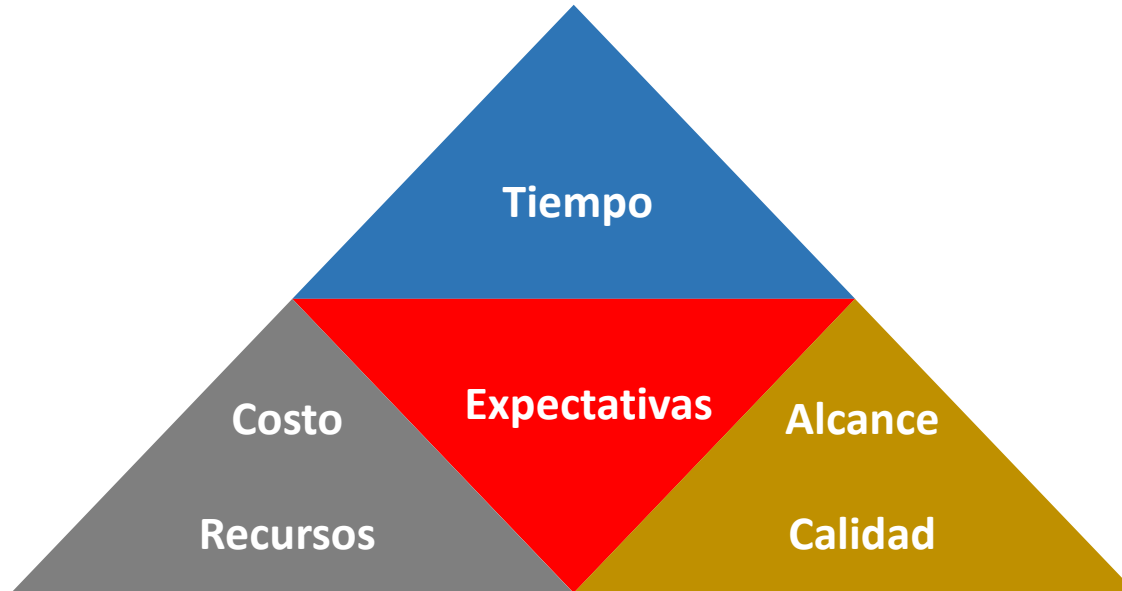 Tiempo
Expectativas
Costo
Recursos
Alcance
Calidad